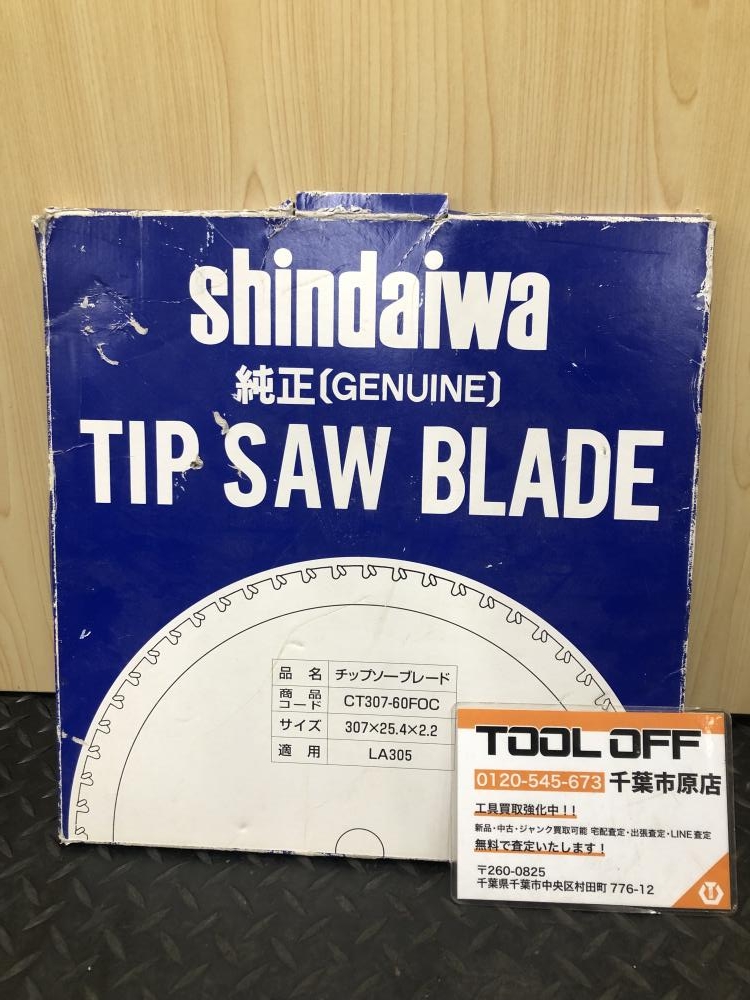 shindaiwa
純正〔GENUINE〕
TIP SAW BLADE
品 名 チップソーブレード
商 品 コード CT307-60FOC
サイズ 307×25.4×2.2
適 用 LA305
TOOL OFF
0120-545-673 千葉市原店
工具買取強化中!!
新品・中古・ジャンク買取可能 宅配査定・出張査定・LINE査定
無料で査定いたします!
〒260-0825
千葉県千葉市中央区村田町 776-12